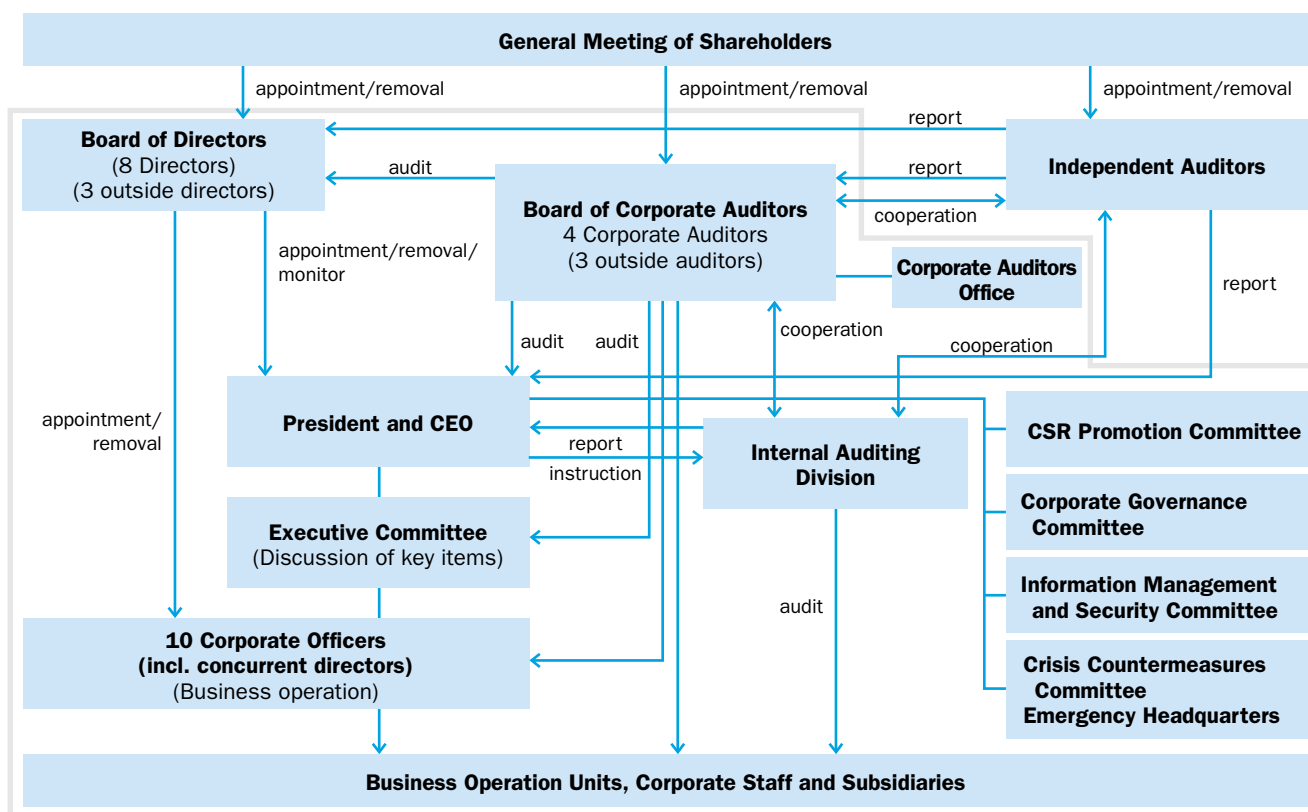 General Meeting of Shareholders
appointment/removal
appointment/removal
appointment/removal
Board of Directors
(8 Directors)
(3 outside directors)
report
Independent Auditors
audit
report
Board of Corporate Auditors
4 Corporate Auditors
(3 outside auditors)
cooperation
appointment/removal/
monitor
Corporate Auditors
Office
report
cooperation
audit
audit
cooperation
President and CEO
appointment/
removal
report
instruction
Internal Auditing
Division
CSR Promotion Committee
Executive Committee
(Discussion of key items)
Corporate Governance
Committee
audit
Information Management
and Security Committee
10 Corporate Officers
(incl. concurrent directors)
(Business operation)
Crisis Countermeasures
Committee
Emergency Headquarters
Business Operation Units, Corporate Staff and Subsidiaries